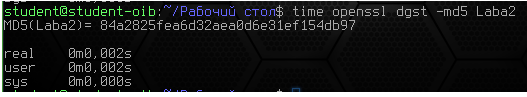 student@student-oib:~/Рабочий стол$ time openssl dgst -md5 Laba2
MD5(Laba2)= 84a2825fea6d32aea0d6e31ef154db97
real 0m0,002s
user 0m0,002s
sys 0m0,000s